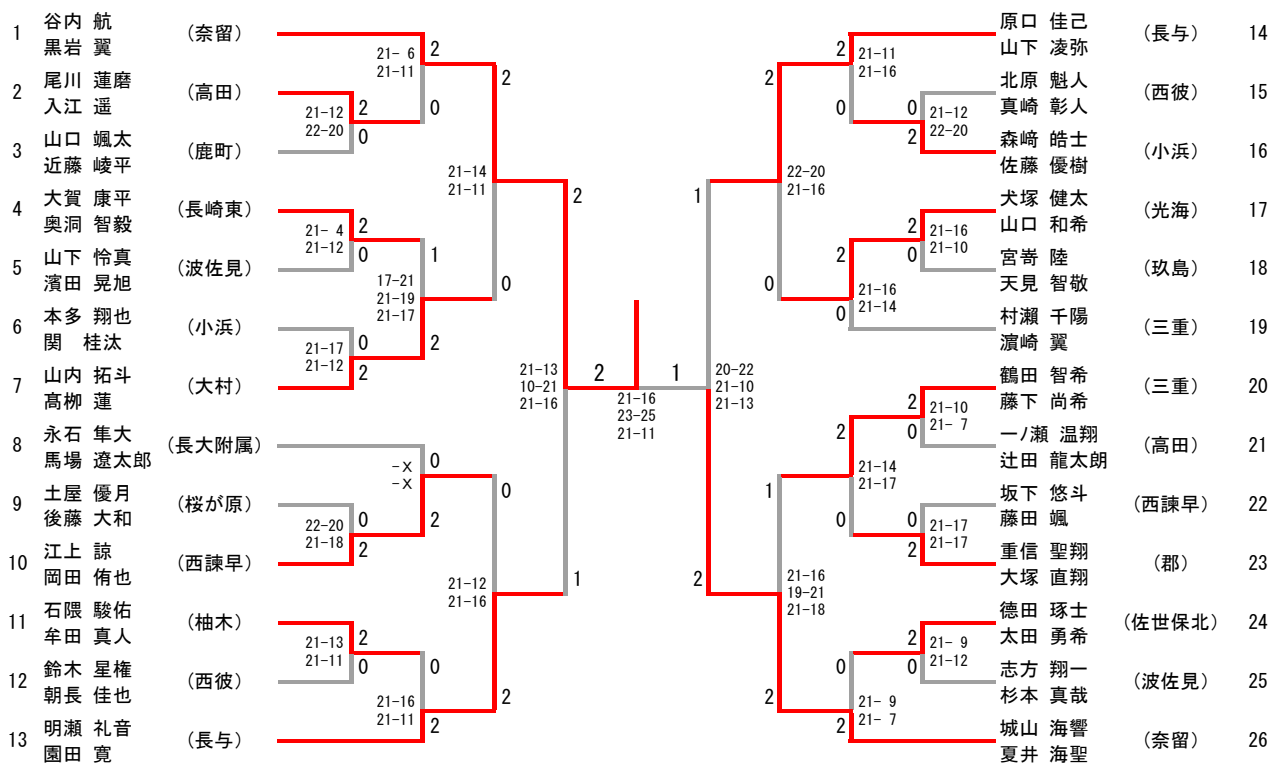 1 谷内 航 (奈留)
黒岩 翼
2 尾川 蓮磨 (高田)
入江 遥
3 山口 颯太 (鹿町)
近藤 崚平
4 大賀 康平 (長崎東)
奥洞 智毅
5 山下 怜真 (波佐見)
濱田 晃旭
6 本多 翔也 (小浜)
関 桂汰
7 山内 拓斗 (大村)
髙栁 蓮
8 永石 隼大 (長大附属)
馬場 遼太郎
9 土屋 優月 (桜が原)
後藤 大和
10 江上 諒 (西諫早)
岡田 侑也
11 石隈 駿佑 (柚木)
牟田 真人
12 鈴木 星権 (西彼)
朝長 佳也
13 明瀬 礼音 (長与)
園田 寛
21- 6
21-11
2
0
21-12
22-20
2
0
21-14
21-11
2
0
21- 4
21-12
2
0
17-21
21-19
21-17
1
2
21-17
21-12
0
2
21-13
10-21
21-16
2
1
-X
-X
0
2
22-20
21-18
0
2
21-12
21-16
0
2
21-13
21-11
2
0
21-16
21-11
0
2
2 1
21-16
23-25
21-11
20-22
21-10
21-13
1
2
22-20
21-16
2
0
21-11
21-16
2
0
21-12
22-20
0
2
21-16
21-10
2
0
21-16
21-14
2
0
21-10
21- 7
2
0
21-14
21-17
2
0
21-17
21-17
0
2
21-16
19-21
21-18
1
2
21- 9
21-12
2
0
21- 9
21- 7
0
2
原口 佳己 (長与) 14
山下 凌弥
北原 魁人 (西彼) 15
真崎 彰人
森﨑 皓士 (小浜) 16
佐藤 優樹
犬塚 健太 (光海) 17
山口 和希
宮嵜 陸 (玖島) 18
天見 智敬
村瀬 千陽 (三重) 19
濵崎 翼
鶴田 智希 (三重) 20
藤下 尚希
一ノ瀬 温翔 (高田) 21
辻田 龍太朗
坂下 悠斗 (西諫早) 22
藤田 颯
重信 聖翔 (郡) 23
大塚 直翔
德田 琢士 (佐世保北) 24
太田 勇希
志方 翔一 (波佐見) 25
杉本 真哉
城山 海響 (奈留) 26
夏井 海聖